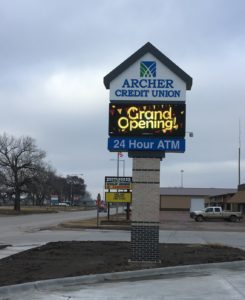 ARCHER
CREDIT UNION
Grand
Opening!
24 Hour ATM